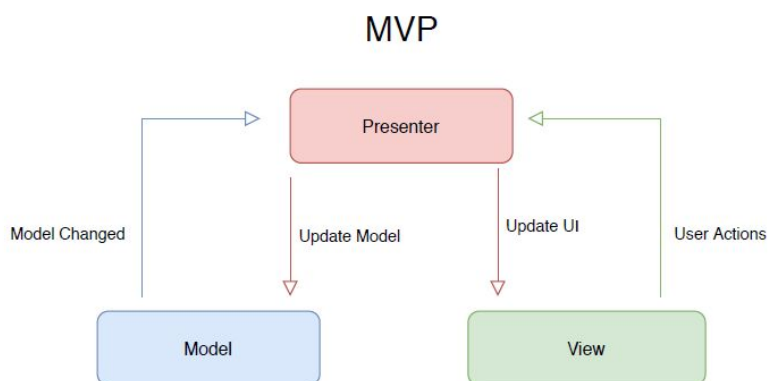 MVP
Presenter
Model Changed
Update Model
Update UI
User Actions
Model
View